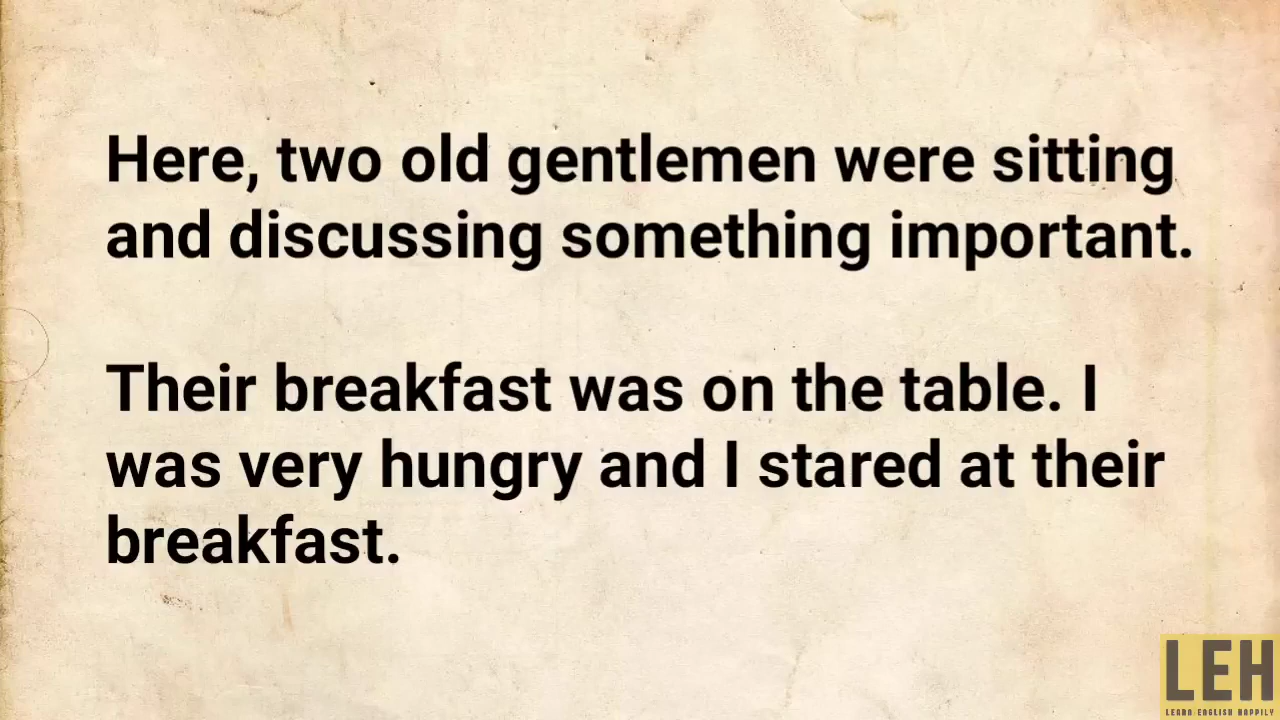 Here, two old gentlemen were sitting
and discussing something important.
Their breakfast was on the table. I
was very hungry and I stared at their
breakfast.
LEH
LEARN ENGLISH HAPPILY